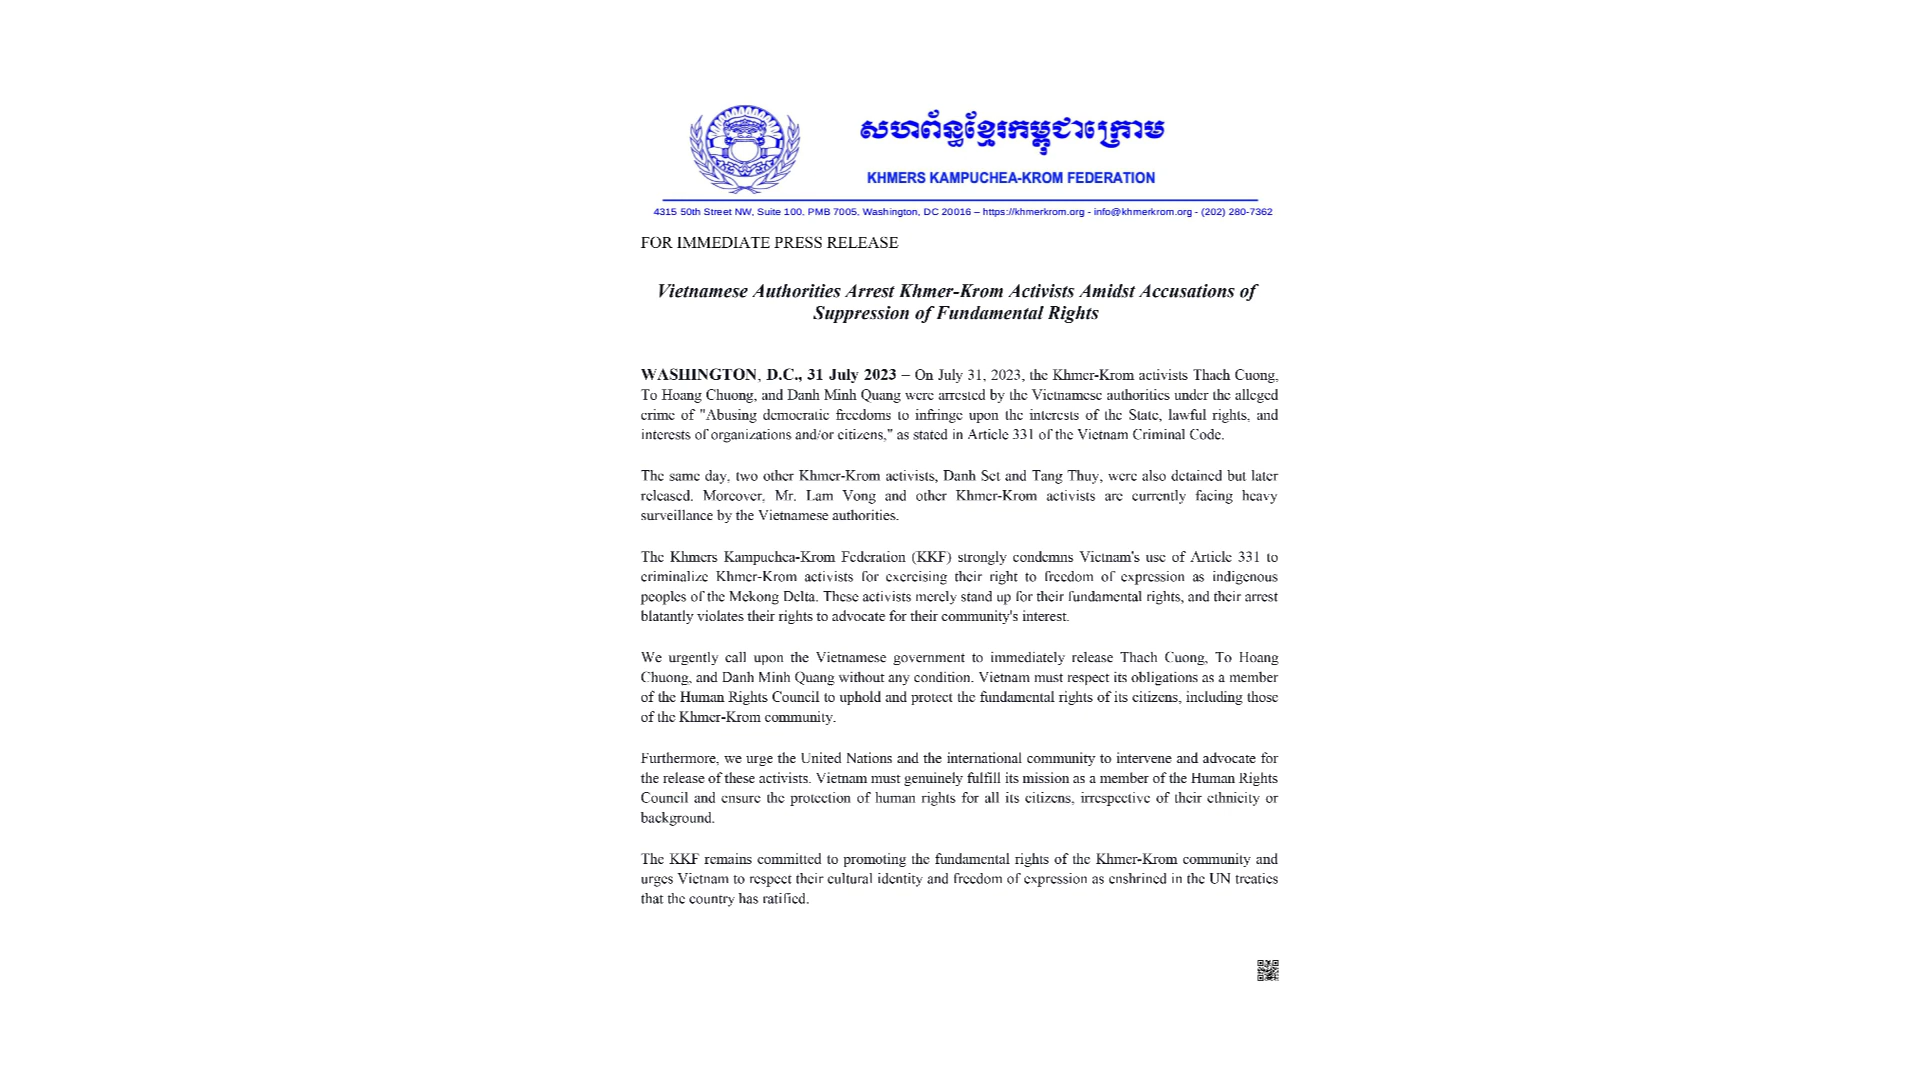 សហព័ន្ធខ្មែរកម្ពុជាក្រោម
KHMERS KAMPUCHEA-KROM FEDERATION
4315 50th Street NW, Suite 100, PMB 7005, Washington, DC 20016 – https://khmerkrom.org - info@khmerkrom.org - (202) 280-7362
FOR IMMEDIATE PRESS RELEASE
Vietnamese Authorities Arrest Khmer-Krom Activists Amidst Accusations of
Suppression of Fundamental Rights
WASHINGTON, D.C., 31 July 2023 – On July 31, 2023, the Khmer-Krom activists Thach Cuong,
To Hoang Chuong, and Danh Minh Quang were arrested by the Vietnamese authorities under the alleged
crime of "Abusing democratic freedoms to infringe upon the interests of the State, lawful rights, and
interests of organizations and/or citizens," as stated in Article 331 of the Vietnam Criminal Code.
The same day, two other Khmer-Krom activists, Danh Set and Tang Thuy, were also detained but later
released. Moreover, Mr. Lam Vong and other Khmer-Krom activists are currently facing heavy
surveillance by the Vietnamese authorities.
The Khmers Kampuchea-Krom Federation (KKF) strongly condemns Vietnam's use of Article 331 to
criminalize Khmer-Krom activists for exercising their right to freedom of expression as indigenous
peoples of the Mekong Delta. These activists merely stand up for their fundamental rights, and their arrest
blatantly violates their rights to advocate for their community's interest.
We urgently call upon the Vietnamese government to immediately release Thach Cuong, To Hoang
Chuong, and Danh Minh Quang without any condition. Vietnam must respect its obligations as a member
of the Human Rights Council to uphold and protect the fundamental rights of its citizens, including those
of the Khmer-Krom community.
Furthermore, we urge the United Nations and the international community to intervene and advocate for
the release of these activists. Vietnam must genuinely fulfill its mission as a member of the Human Rights
Council and ensure the protection of human rights for all its citizens, irrespective of their ethnicity or
background.
The KKF remains committed to promoting the fundamental rights of the Khmer-Krom community and
urges Vietnam to respect their cultural identity and freedom of expression as enshrined in the UN treaties
that the country has ratified.